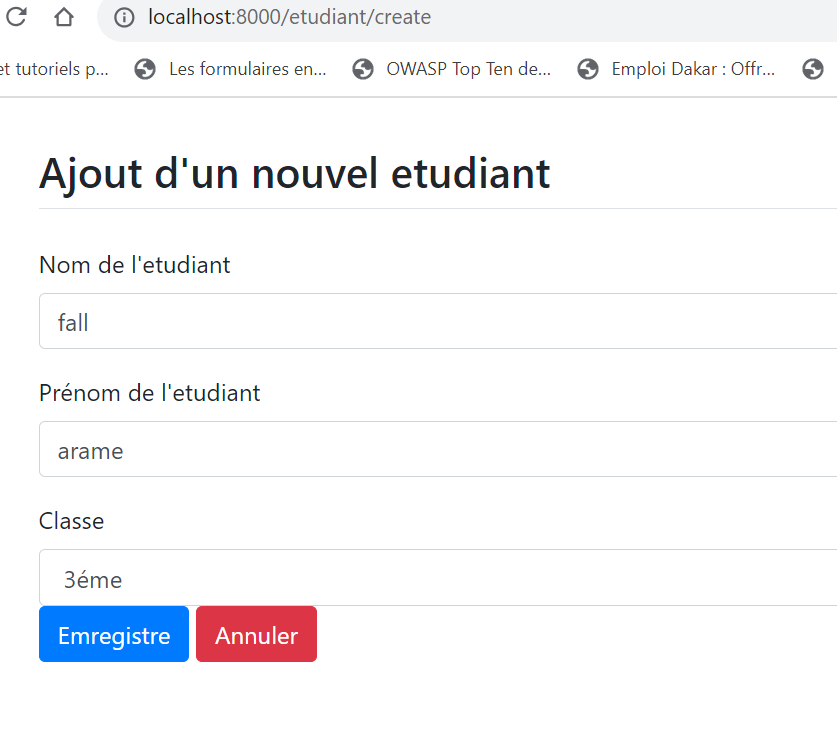 localhost:8000/etudiant/create
et tutoriels p... Les formulaires en... OWASP Top Ten de... Emploi Dakar : Offr...
Ajout d'un nouvel etudiant
Nom de l'etudiant
fall
Prénom de l'etudiant
arame
Classe
3éme
Emregistre Annuler